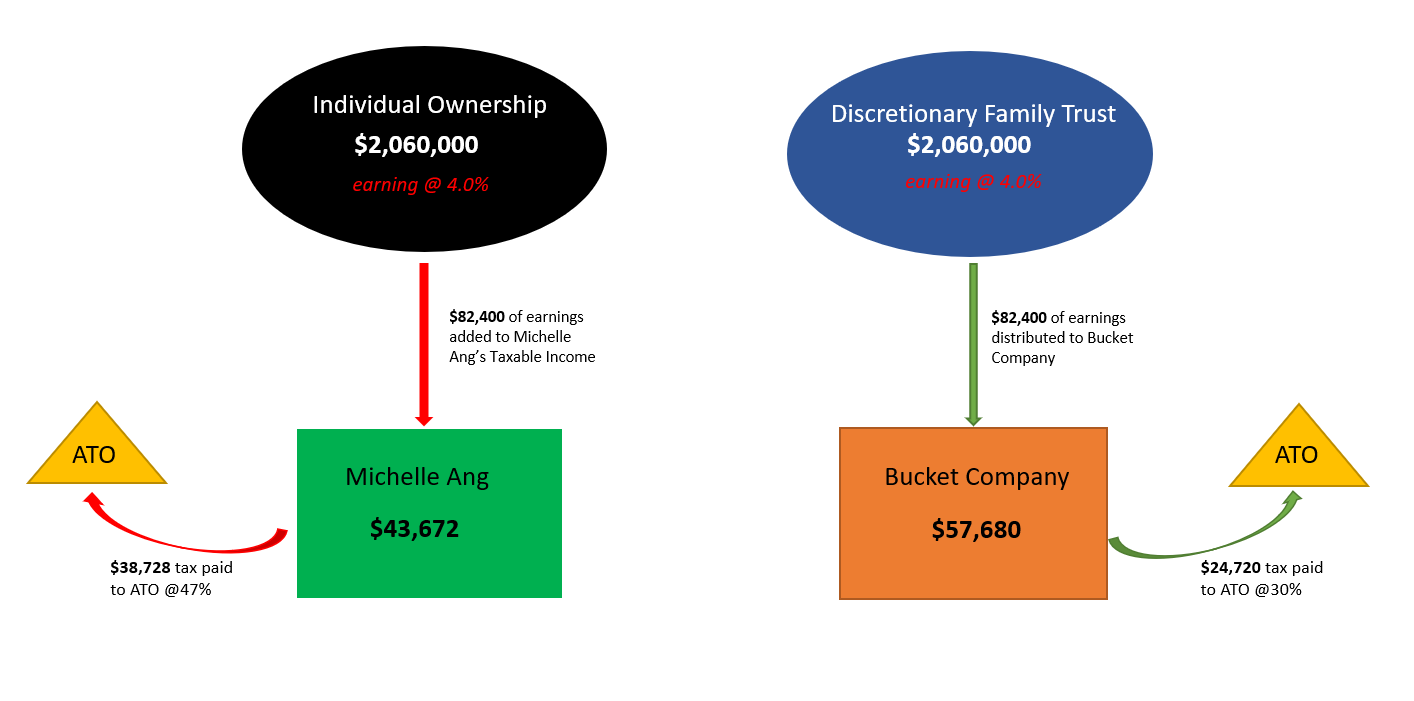 Individual Ownership
$2,060,000
earning @ 4.0%
Discretionary Family Trust
$2,060,000
earning @ 4.0%
$82,400 of earnings
added to Michelle
Ang’s Taxable Income
$82,400 of earnings
distributed to Bucket
Company
ATO
Michelle Ang
$43,672
$38,728 tax paid
to ATO @47%
Bucket Company
$57,680
ATO
$24,720 tax paid
to ATO @30%